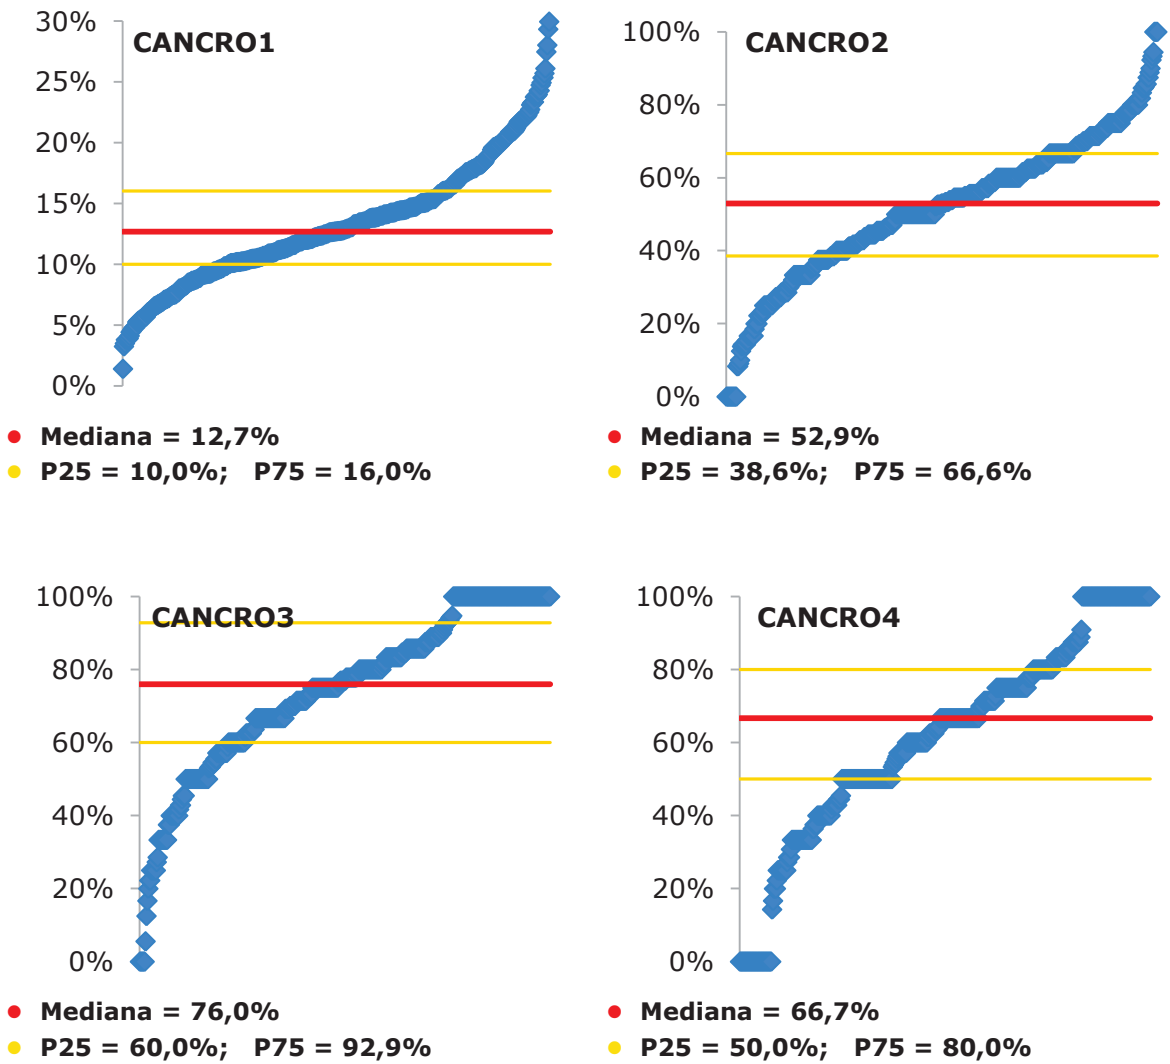 CANCRO1
30%
25%
20%
15%
10%
5%
0%
Mediana = 12,7%
P25 = 10,0%; P75 = 16,0%
CANCRO2
100%
80%
60%
40%
20%
0%
Mediana = 52,9%
P25 = 38,6%; P75 = 66,6%
CANCRO3
100%
80%
60%
40%
20%
0%
Mediana = 76,0%
P25 = 60,0%; P75 = 92,9%
CANCRO4
100%
80%
60%
40%
20%
0%
Mediana = 66,7%
P25 = 50,0%; P75 = 80,0%